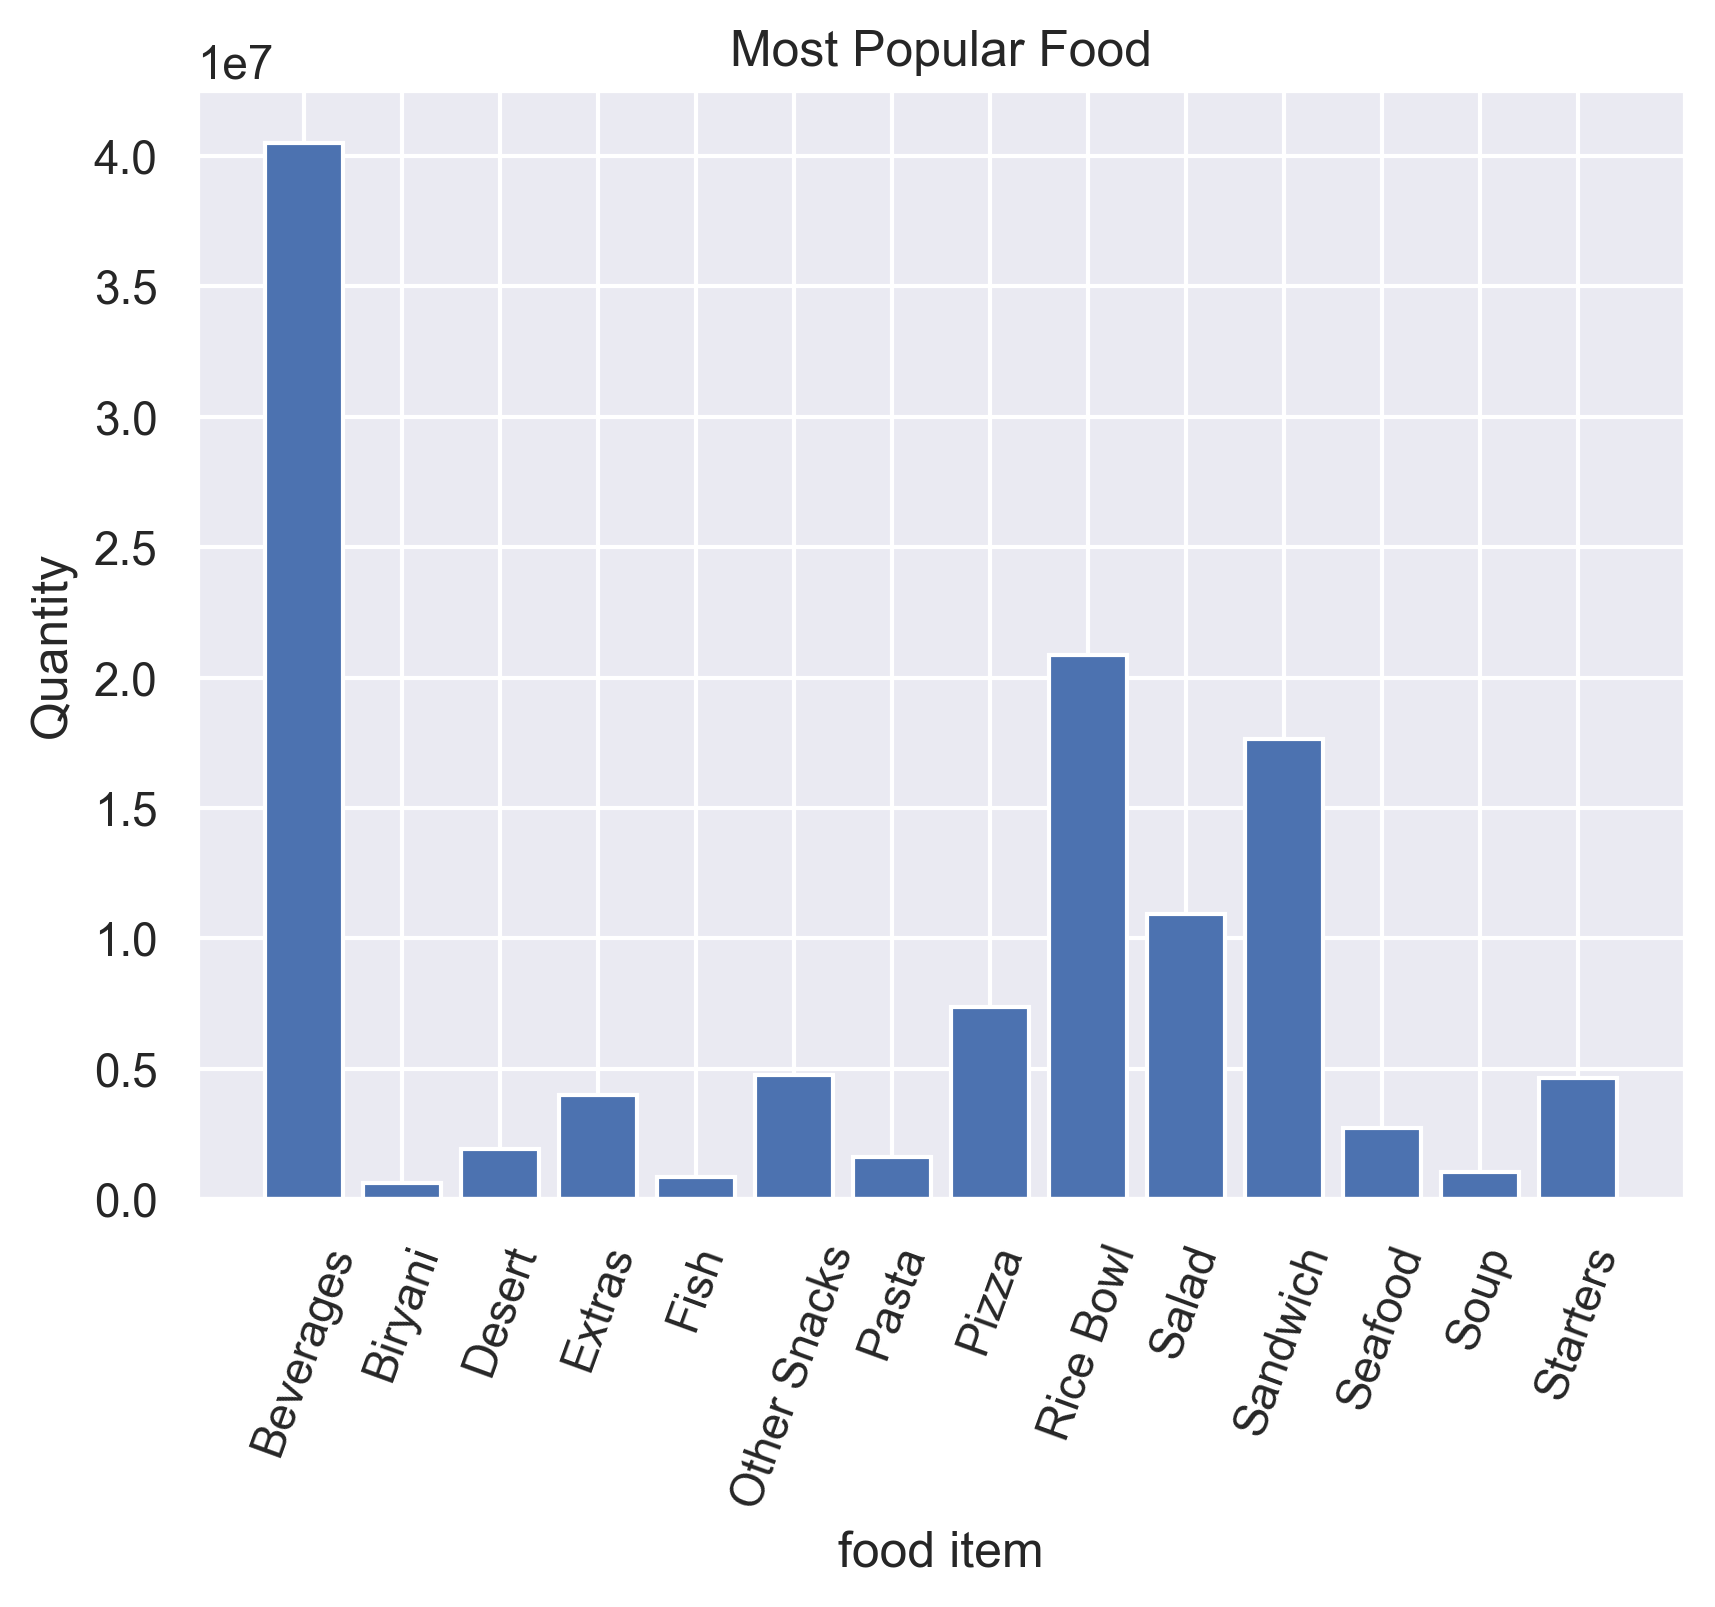 Most Popular Food
1e7
4.0
3.5
3.0
2.5
2.0
1.5
1.0
0.5
0.0
Quantity
Beverages
Biryani
Desert
Extras
Fish
Other Snacks
Pasta
Pizza
Rice Bowl
Salad
Sandwich
Seafood
Soup
Starters
food item